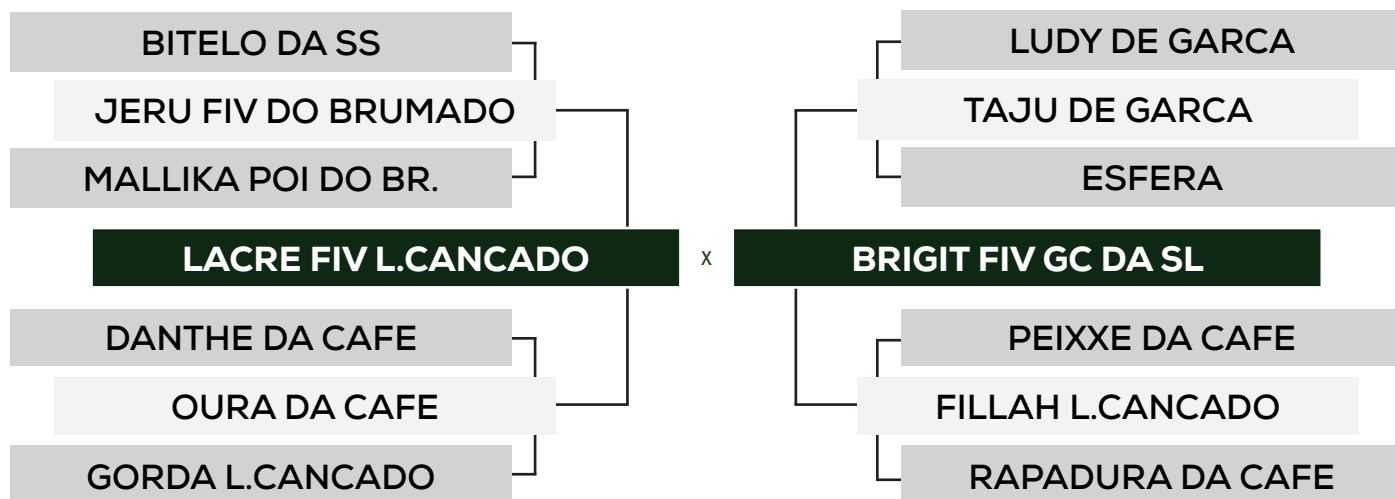 BITELO DA SS
JERU FIV DO BRUMADO
MALLIKA POI DO BR.
LACRE FIV L.CANCADO
DANTHE DA CAFE
OURA DA CAFE
GORDA L.CANCADO
x
LUDY DE GARCA
TAJU DE GARCA
ESFERA
BRIGIT FIV GC DA SL
PEIXXE DA CAFE
FILLAH L.CANCADO
RAPADURA DA CAFE